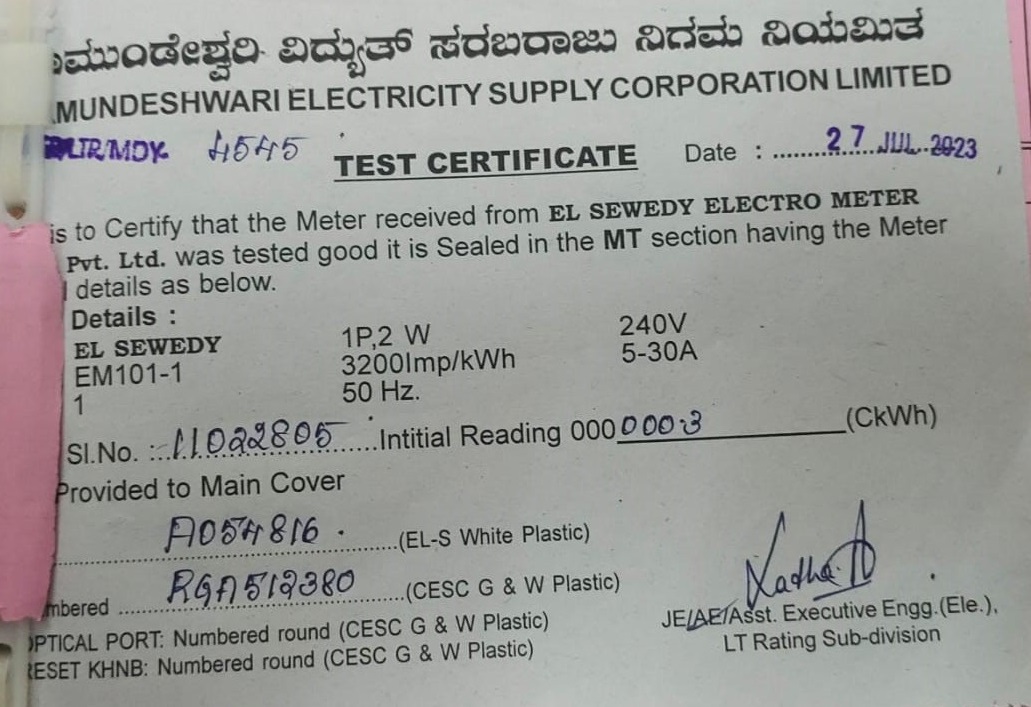 ಾಮುಂಡೇಶ್ವರಿ ವಿದ್ಯುತ್ ಸರಬರಾಜು ನಿಗಮ ನಿಯಮಿತ
MUNDESHWARI ELECTRICITY SUPPLY CORPORATION LIMITED
LTR/MDY. 4545 TEST CERTIFICATE Date : ........27 JUL 2023
is to Certify that the Meter received from EL SEWEDY ELECTRO METER
Pvt. Ltd. was tested good it is Sealed in the MT section having the Meter
details as below.
Details :
EL SEWEDY 1P,2 W 240V
EM101-1 3200Imp/kWh 5-30A
1 50 Hz.
Sl.No. :..11022805......Intitial Reading 0000003 (CkWh)
Provided to Main Cover
A054816 ......(EL-S White Plastic)
mbered ........RGA512380......(CESC G & W Plastic)
OPTICAL PORT: Numbered round (CESC G & W Plastic)
RESET KHNB: Numbered round (CESC G & W Plastic)
JE/AE/Asst. Executive Engg.(Ele.),
LT Rating Sub-division